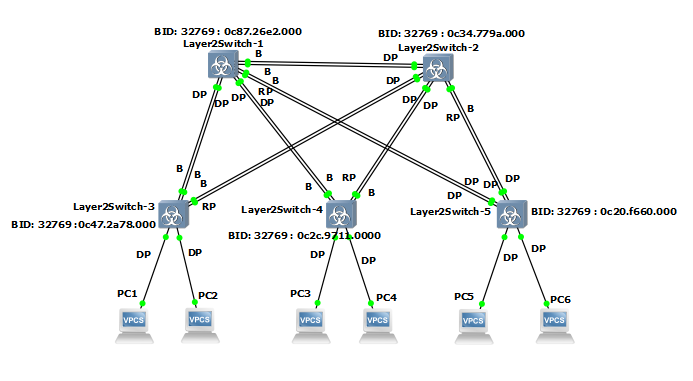 BID: 32769 : 0c87.26e2.000
Layer2Switch-1
BID: 32769 : 0c34.779a.000
Layer2Switch-2
B
DP
B
B
DP
RP
DP
DP
DP
DP
DP
DP
DP
B
RP
B
B
B
RP
B
RP
B
DP
DP
DP
DP
Layer2Switch-3
BID: 32769 :0c47.2a78.000
Layer2Switch-4
BID: 32769 : 0c2c.9711.0000
Layer2Switch-5
BID: 32769 : 0c20.f660.000
DP
DP
DP
DP
DP
DP
PC1
PC2
PC3
PC4
PC5
PC6
VPCS
VPCS
VPCS
VPCS
VPCS
VPCS